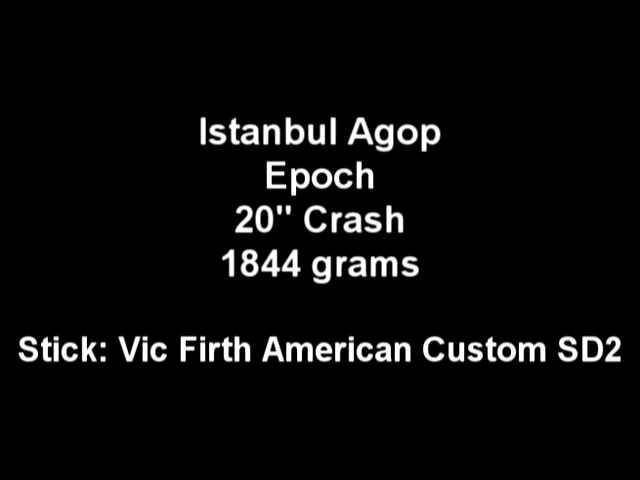 Istanbul Agop
Epoch
20" Crash
1844 grams
Stick: Vic Firth American Custom SD2